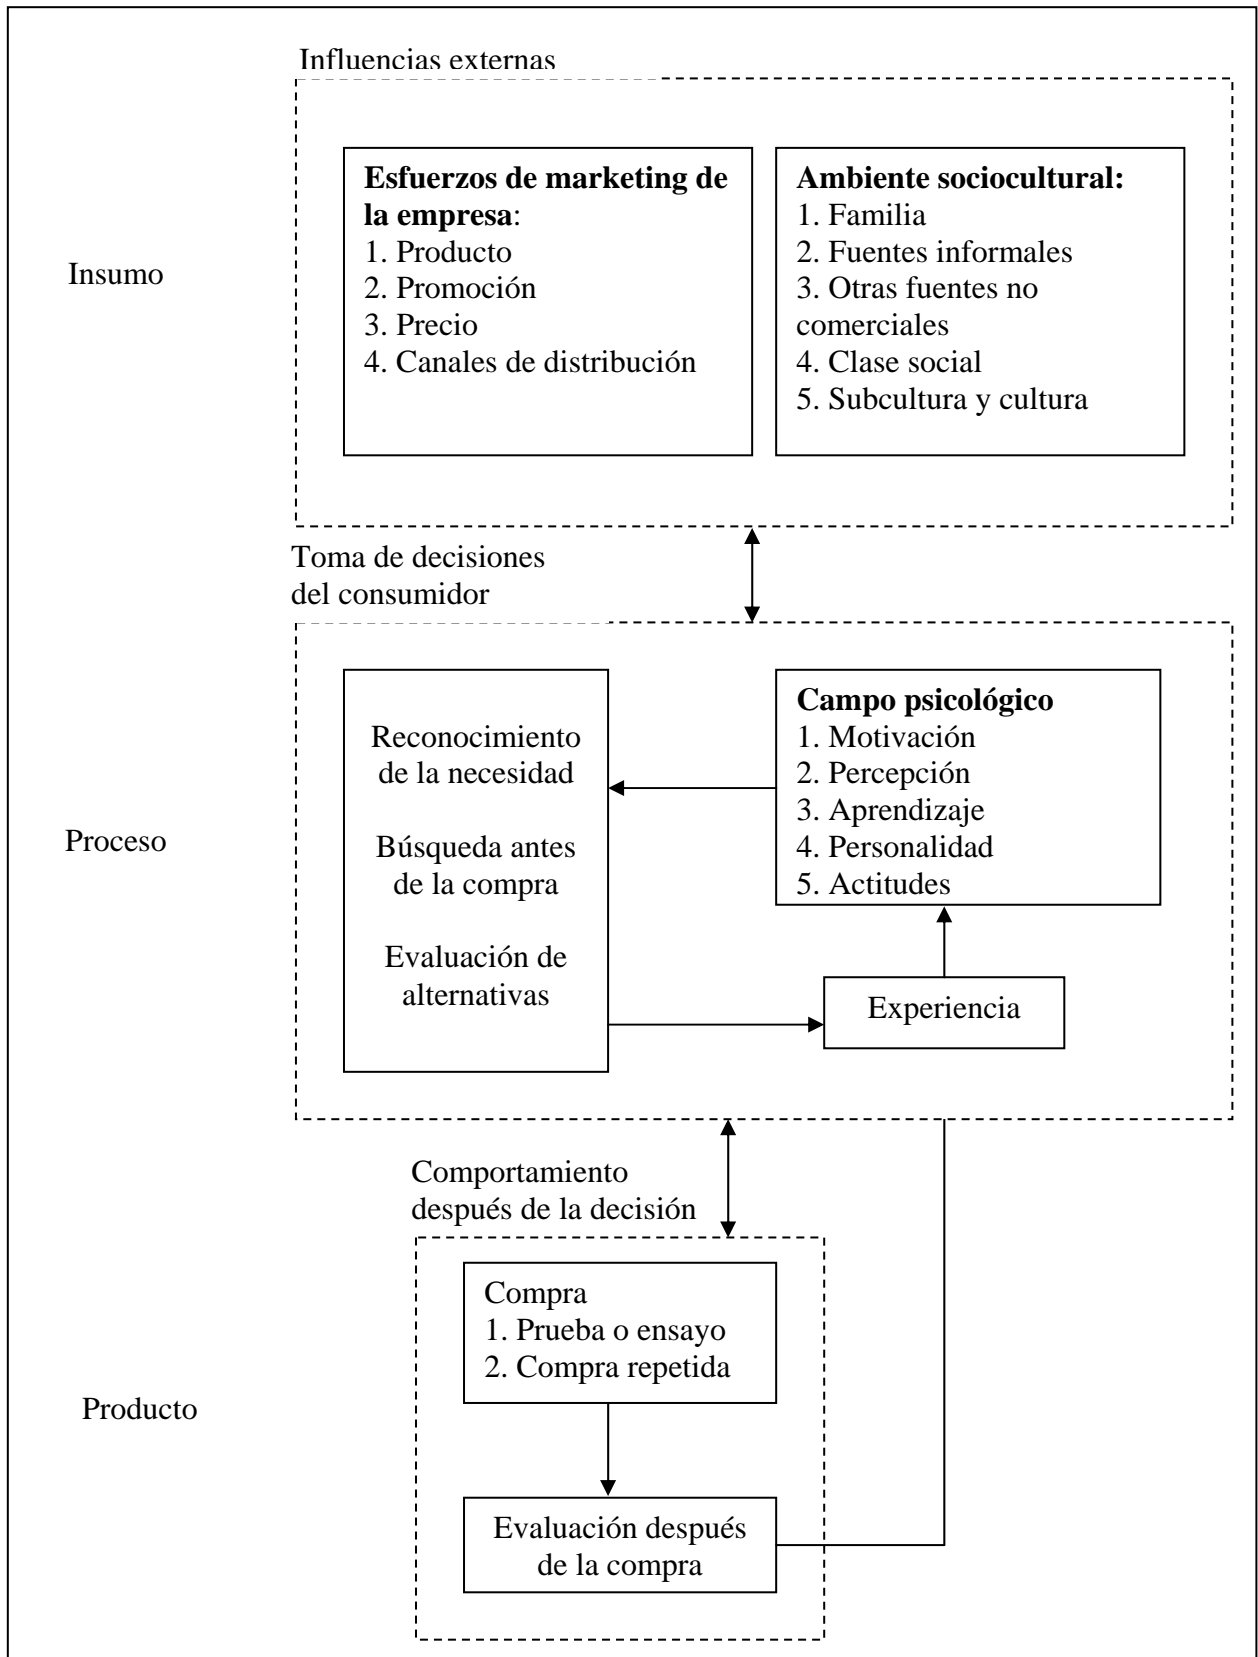 Influencias externas
Esfuerzos de marketing de
la empresa:
1. Producto
2. Promoción
3. Precio
4. Canales de distribución
Ambiente sociocultural:
1. Familia
2. Fuentes informales
3. Otras fuentes no
comerciales
4. Clase social
5. Subcultura y cultura
Insumo
Toma de decisiones
del consumidor
Reconocimiento
de la necesidad
Búsqueda antes
de la compra
Evaluación de
alternativas
Campo psicológico
1. Motivación
2. Percepción
3. Aprendizaje
4. Personalidad
5. Actitudes
Experiencia
Proceso
Comportamiento
después de la decisión
Compra
1. Prueba o ensayo
2. Compra repetida
Producto
Evaluación después
de la compra